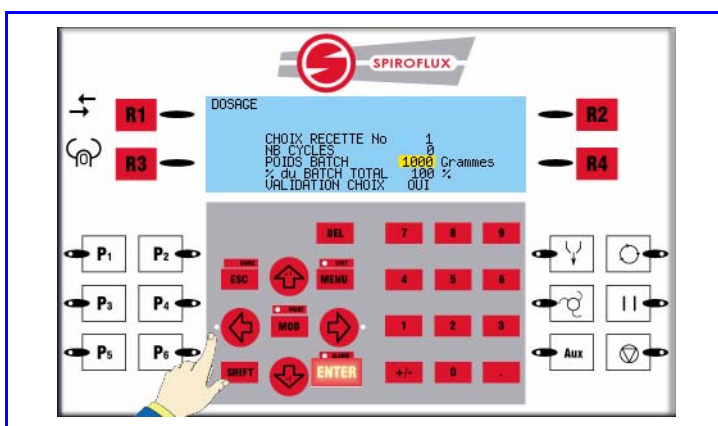 SPIROFLUX
DOSAGE
CHOIX RECETTE No 1
NB CYCLES 0
POIDS BATCH 1000 Grammes
% du BATCH TOTAL 100 %
VALIDATION CHOIX OUI
R1
R2
R3
R4
DEL 7 8 9
P1 P2
ESC MENU 4 5 6
P3 P4
MOD 1 2 3
P5 P6
Aux
SHIFT ENTER +/- 0 .